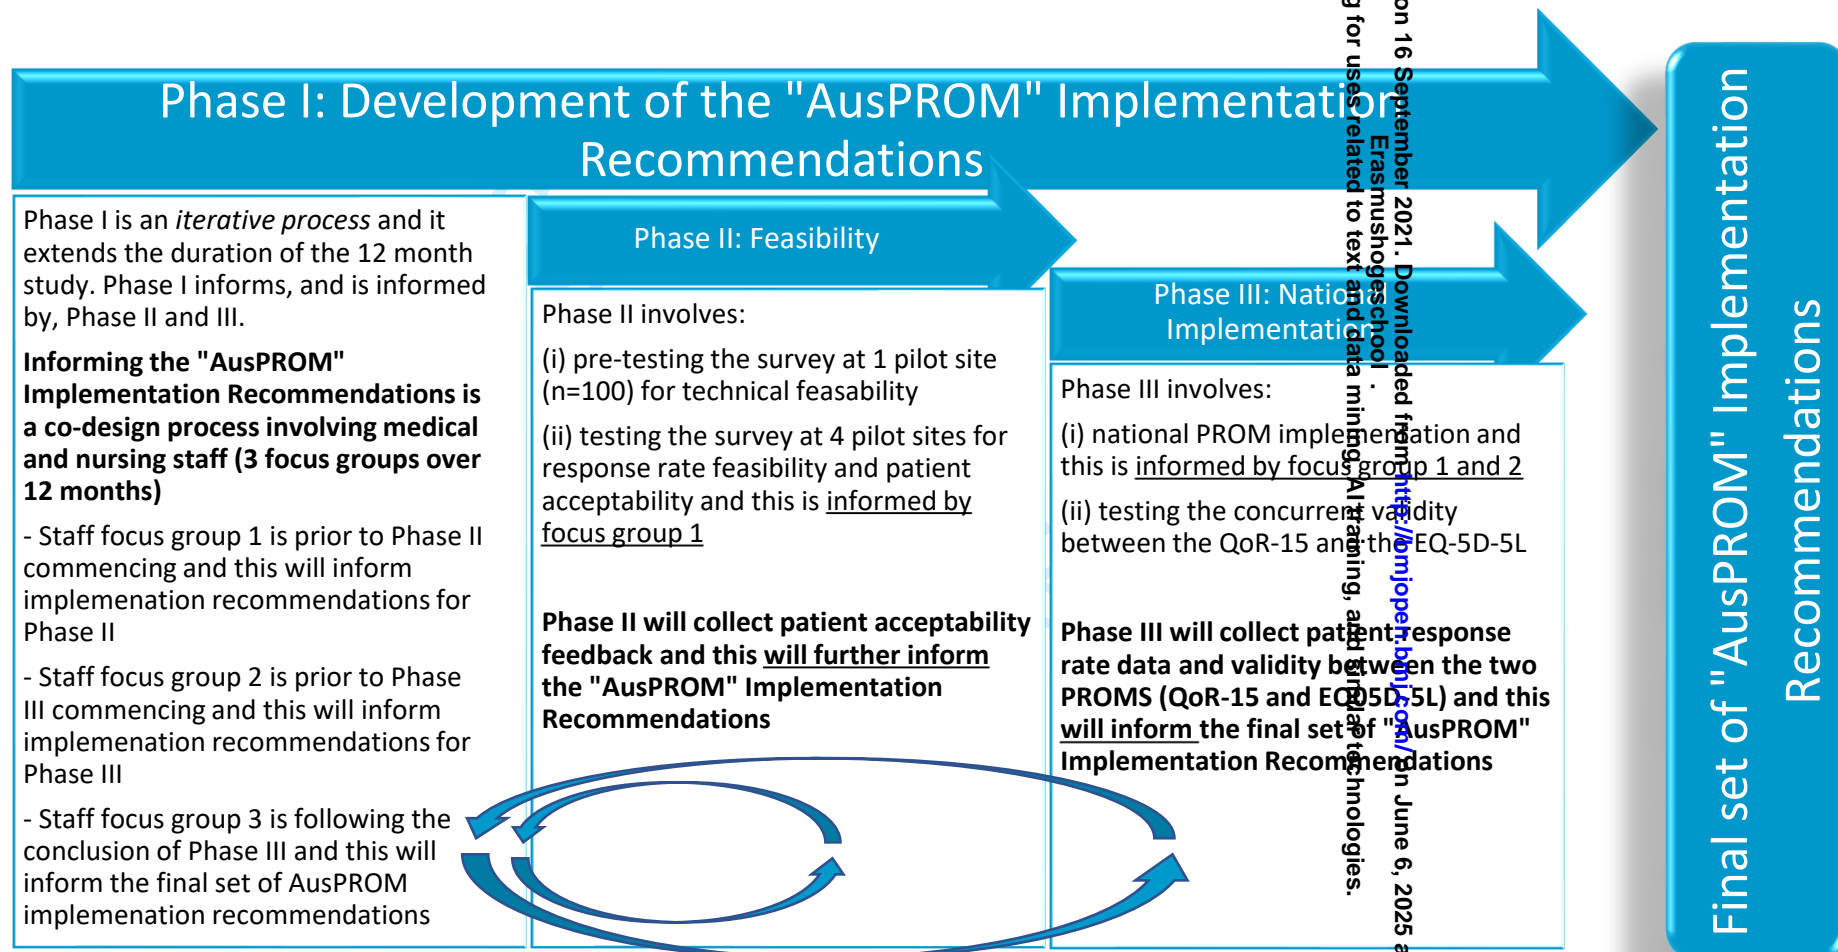 Phase I: Development of the "AusPROM" Implementation
Recommendations
Phase I is an iterative process and it
extends the duration of the 12 month
study. Phase I informs, and is informed
by, Phase II and III.
Informing the "AusPROM"
Implementation Recommendations is
a co-design process involving medical
and nursing staff (3 focus groups over
12 months)
- Staff focus group 1 is prior to Phase II
commencing and this will inform
implemenation recommendations for
Phase II
- Staff focus group 2 is prior to Phase
III commencing and this will inform
implemenation recommendations for
Phase III
- Staff focus group 3 is following the
conclusion of Phase III and this will
inform the final set of AusPROM
implemenation recommendations
Phase II: Feasibility
Phase II involves:
(i) pre-testing the survey at 1 pilot site
(n=100) for technical feasability
(ii) testing the survey at 4 pilot sites for
response rate feasibility and patient
acceptability and this is informed by
focus group 1
Phase II will collect patient acceptability
feedback and this will further inform
the "AusPROM" Implementation
Recommendations
Phase III: National
Implementation
Phase III involves:
(i) national PROM implementation and
this is informed by focus group 1 and 2
(ii) testing the concurrent validity
between the QoR-15 and the EQ-5D-5L
Phase III will collect patient response
rate data and validity between the two
PROMS (QoR-15 and EQ05D-5L) and this
will inform the final set of "AusPROM"
Implementation Recommendations
Final set of "AusPROM" Implementation
Recommendations
on 16 September 2021. Downloaded from http://bmjopen.bmj.com/ on June 6, 2025
Erasmushogeschool .
for uses related to text and data mining, AI training, and similar technologies.